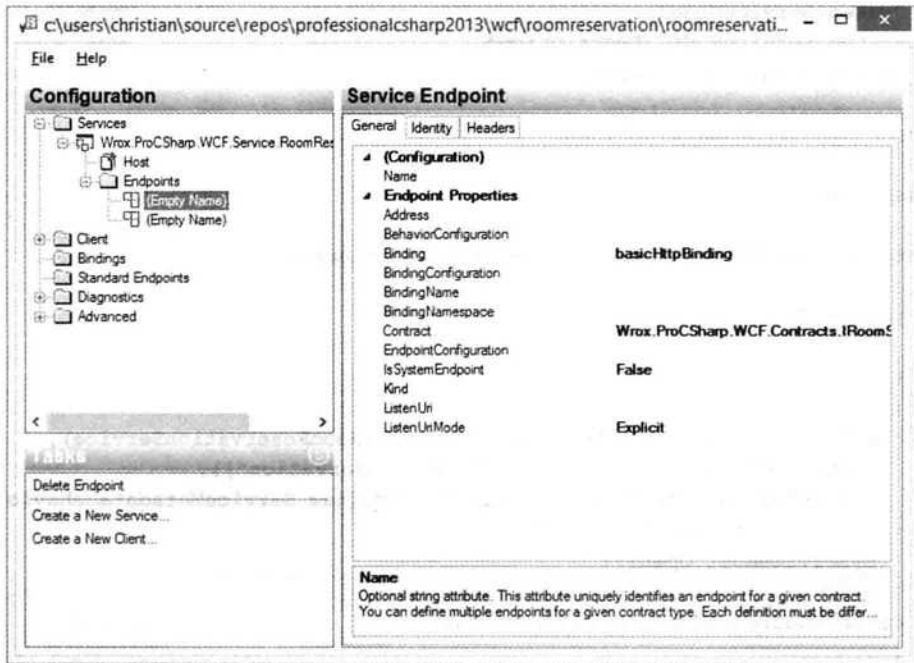 c:\users\christian\source\repos\professionalcsharp2013\wcf\roomreservation\roomreservati...
File Help
Configuration
Services
Wrox.ProCSharp.WCF.Service.RoomRes
Host
Endpoints
(Empty Name)
(Empty Name)
Client
Bindings
Standard Endpoints
Diagnostics
Advanced
Tasks
Delete Endpoint
Create a New Service...
Create a New Client...
Service Endpoint
General Identity Headers
(Configuration)
Name
Endpoint Properties
Address
BehaviorConfiguration
Binding basicHttpBinding
BindingConfiguration
BindingName
BindingNamespace
Contract Wrox.ProCSharp.WCF.Contracts.IRoomS
EndpointConfiguration
IsSystemEndpoint False
Kind
ListenUri
ListenUriMode Explicit
Name
Optional string attribute. This attribute uniquely identifies an endpoint for a given contract.
You can define multiple endpoints for a given contract type. Each definition must be differ...